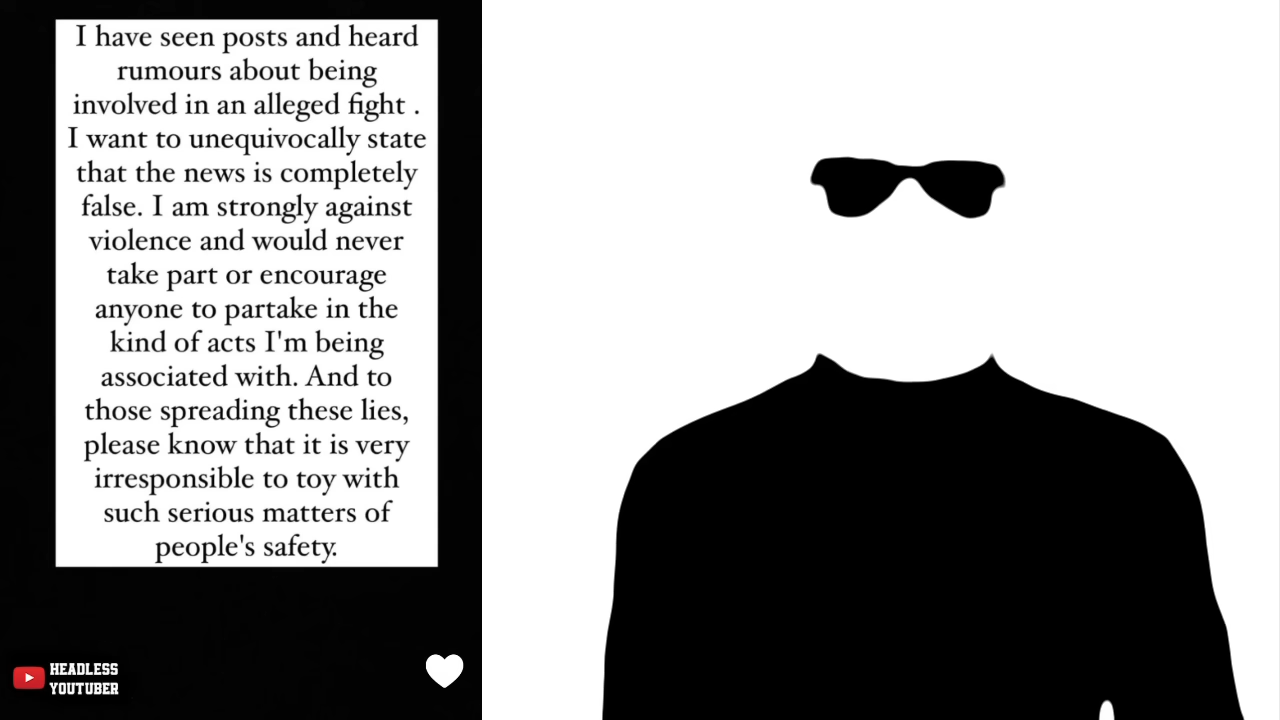 I have seen posts and heard
rumours about being
involved in an alleged fight .
I want to unequivocally state
that the news is completely
false. I am strongly against
violence and would never
take part or encourage
anyone to partake in the
kind of acts I'm being
associated with. And to
those spreading these lies,
please know that it is very
irresponsible to toy with
such serious matters of
people's safety.
HEADLESS
YOUTUBER